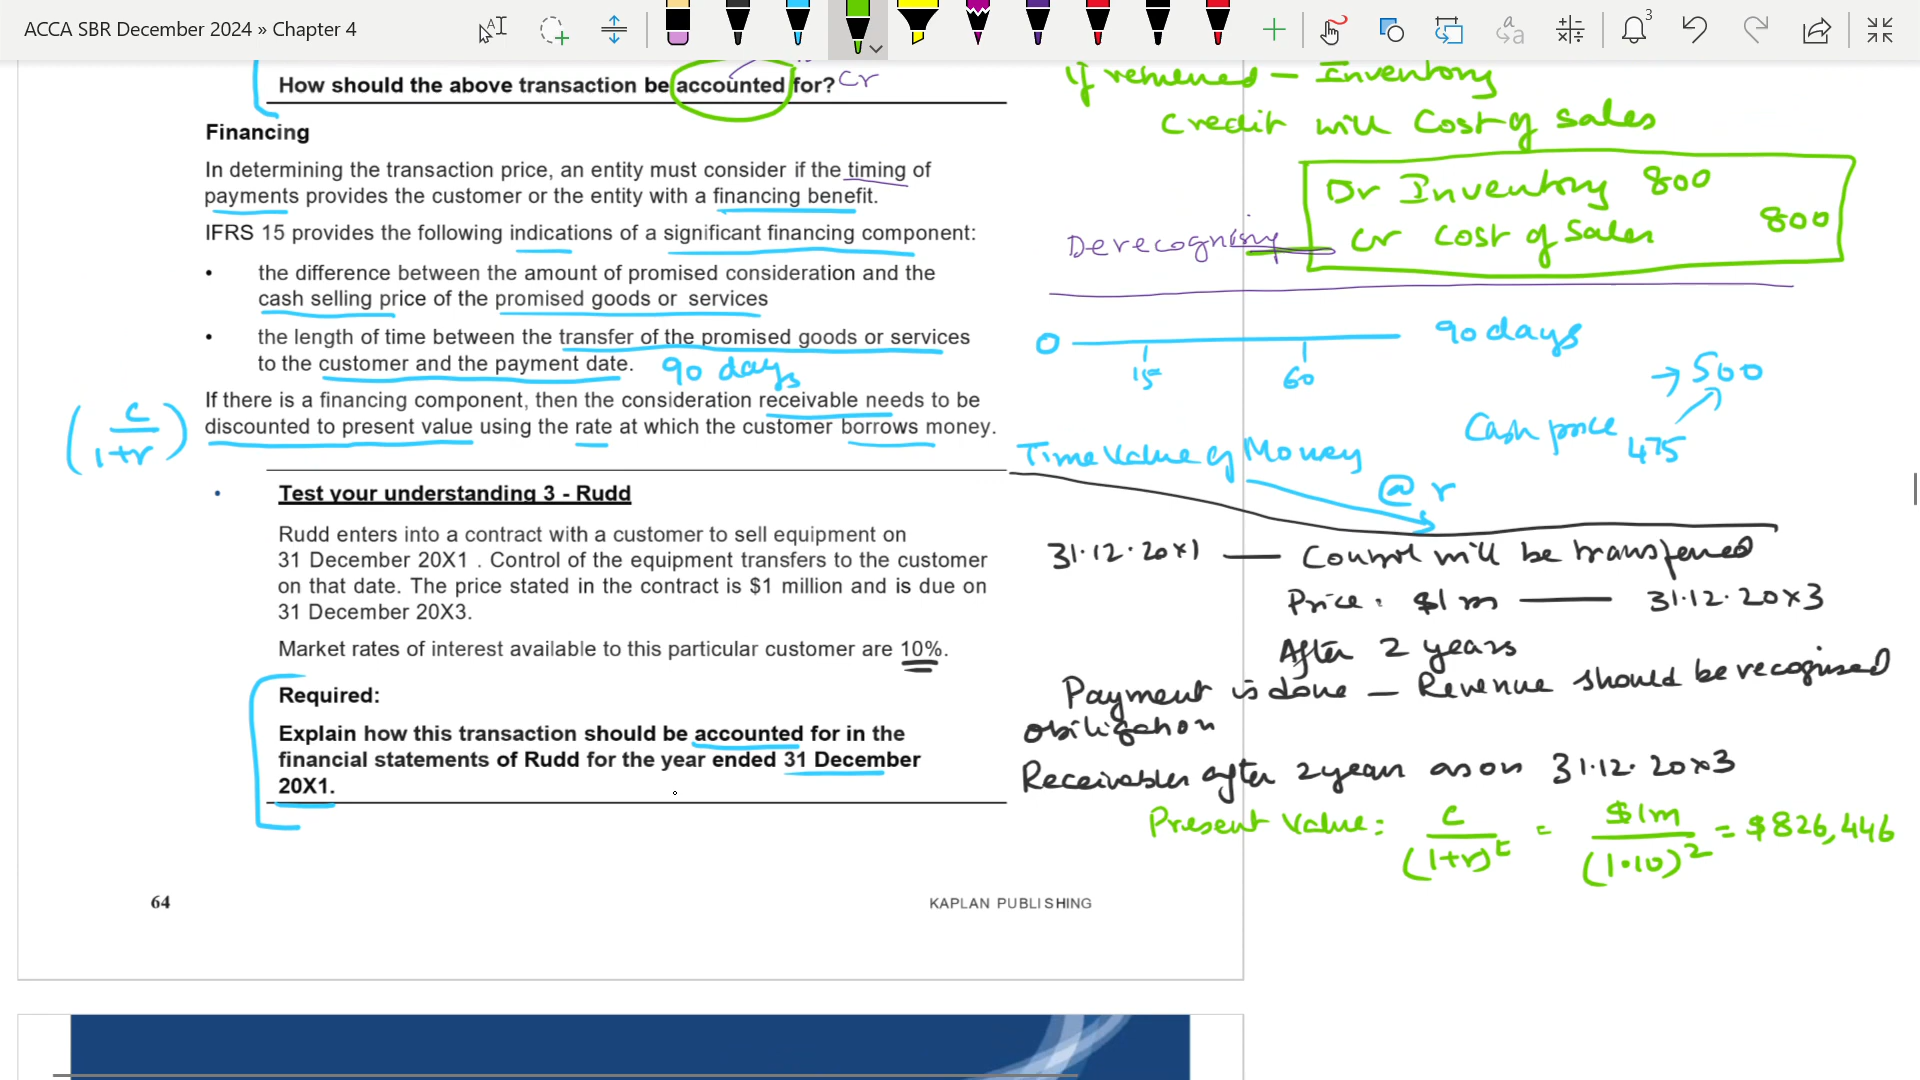 ACCA SBR December 2024 » Chapter 4
3
How should the above transaction be accounted for? Cr
Financing
In determining the transaction price, an entity must consider if the timing of
payments provides the customer or the entity with a financing benefit.
IFRS 15 provides the following indications of a significant financing component:
• the difference between the amount of promised consideration and the
cash selling price of the promised goods or services
• the length of time between the transfer of the promised goods or services
to the customer and the payment date. 90 days
If there is a financing component, then the consideration receivable needs to be
discounted to present value using the rate at which the customer borrows money.
(C/1+r)
• Test your understanding 3 - Rudd
Rudd enters into a contract with a customer to sell equipment on
31 December 20X1 . Control of the equipment transfers to the customer
on that date. The price stated in the contract is $1 million and is due on
31 December 20X3.
Market rates of interest available to this particular customer are 10%.
Required:
Explain how this transaction should be accounted for in the
financial statements of Rudd for the year ended 31 December
20X1.
64
KAPLAN PUBLISHING
If returned – Inventory
Credit will Cost of Sales
Dr Inventory 800
Cr Cost of Sales 800
Derecognising
0 15 60 90 days
→ 500
Cash price 475
Time Value of Money
@ r
31.12.20x1 — Control will be transferred
Price: $1m — 31.12.20x3
After 2 years
Payment is done – Revenue should be recognised
obligation
Receivables after 2 years as on 31.12.20x3
Present Value: C/(1+r)^t = $1m/(1.10)^2 = $826,446